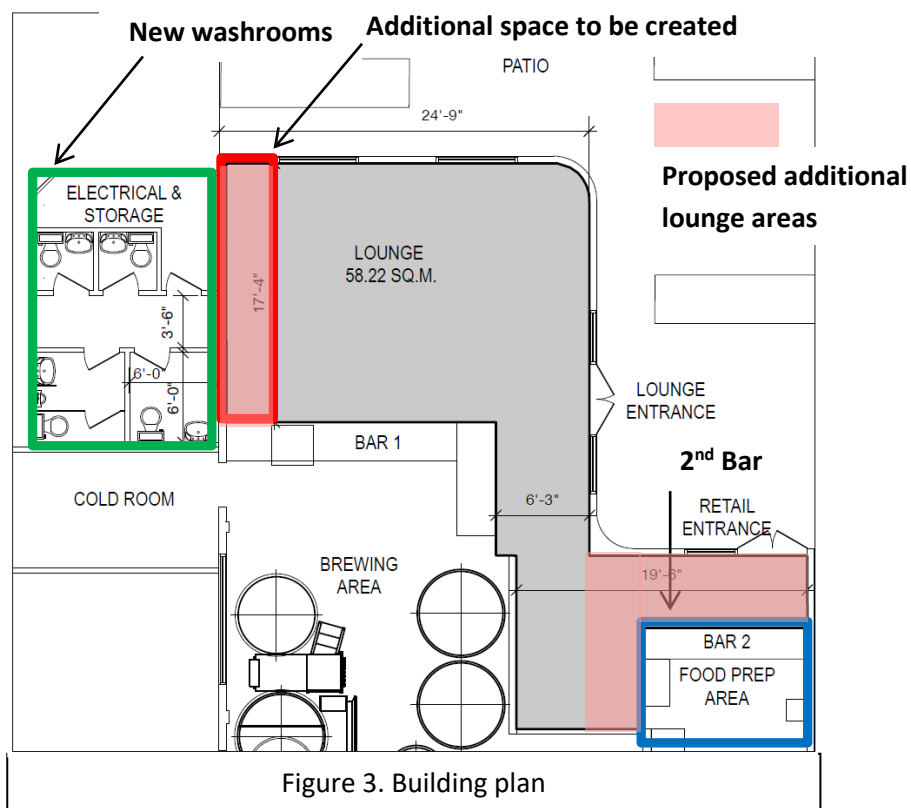 New washrooms
Additional space to be created
PATIO
24'-9"
Proposed additional
lounge areas
ELECTRICAL &
STORAGE
LOUNGE
58.22 SQ.M.
17'-4"
3'-6"
6'-0"
6'-0"
LOUNGE
ENTRANCE
BAR 1
2nd Bar
COLD ROOM
6'-3"
RETAIL
ENTRANCE
BREWING
AREA
19'-6"
BAR 2
FOOD PREP
AREA
Figure 3. Building plan